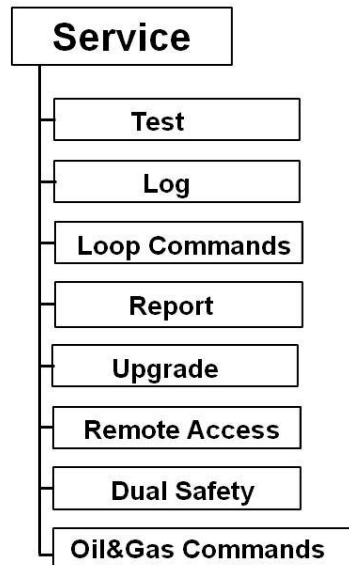 Service
Test
Log
Loop Commands
Report
Upgrade
Remote Access
Dual Safety
Oil&Gas Commands